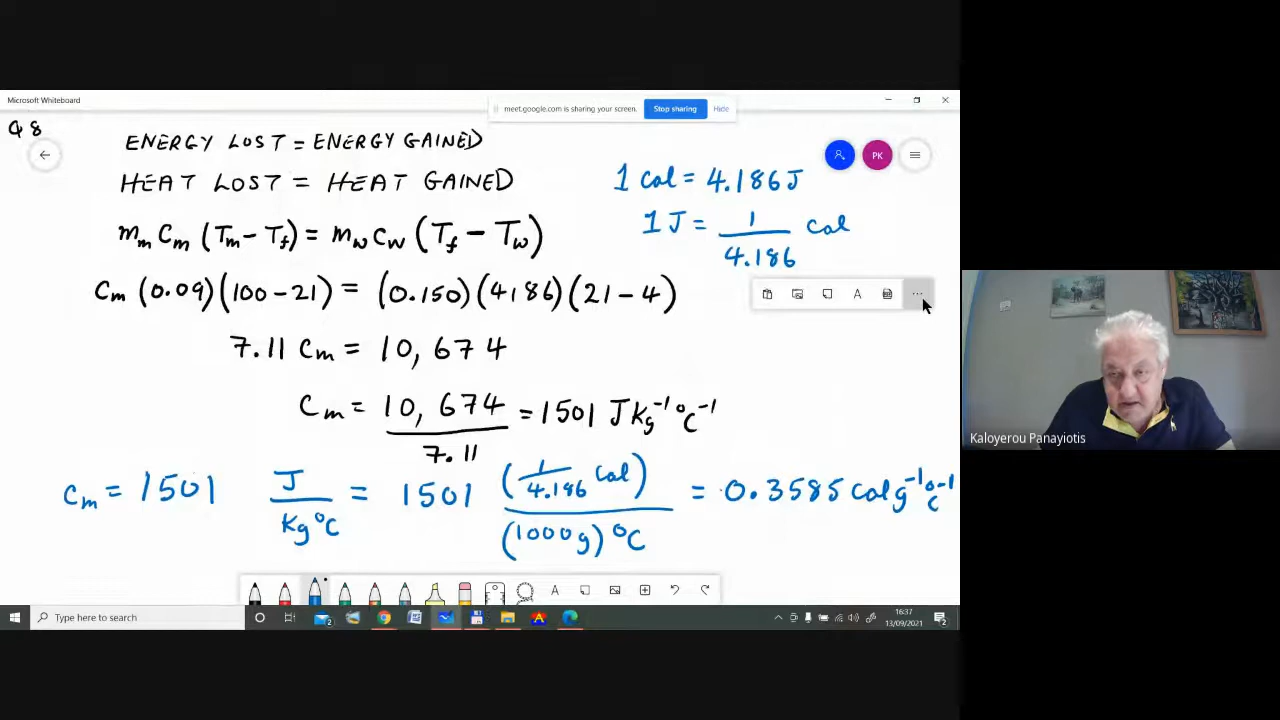 Microsoft Whiteboard
meet.google.com is sharing your screen. Stop sharing Hide
Q8
ENERGY LOST = ENERGY GAINED
HEAT LOST = HEAT GAINED
PK
1 Cal = 4.186J
1 J = 1/4.186 Cal
m_m C_m (T_m − T_f) = m_w C_w (T_f − T_w)
C_m (0.09)(100−21) = (0.150)(4186)(21−4)
7.11 C_m = 10,674
C_m = 10,674/7.11 = 1501 JKg⁻¹°C⁻¹
C_m = 1501 J/Kg°C = 1501 (1/4.186 Cal)/(1000g)°C = 0.3585 Cal g⁻¹°C⁻¹
Kaloyerou Panayiotis
Type here to search
16:37
13/09/2021